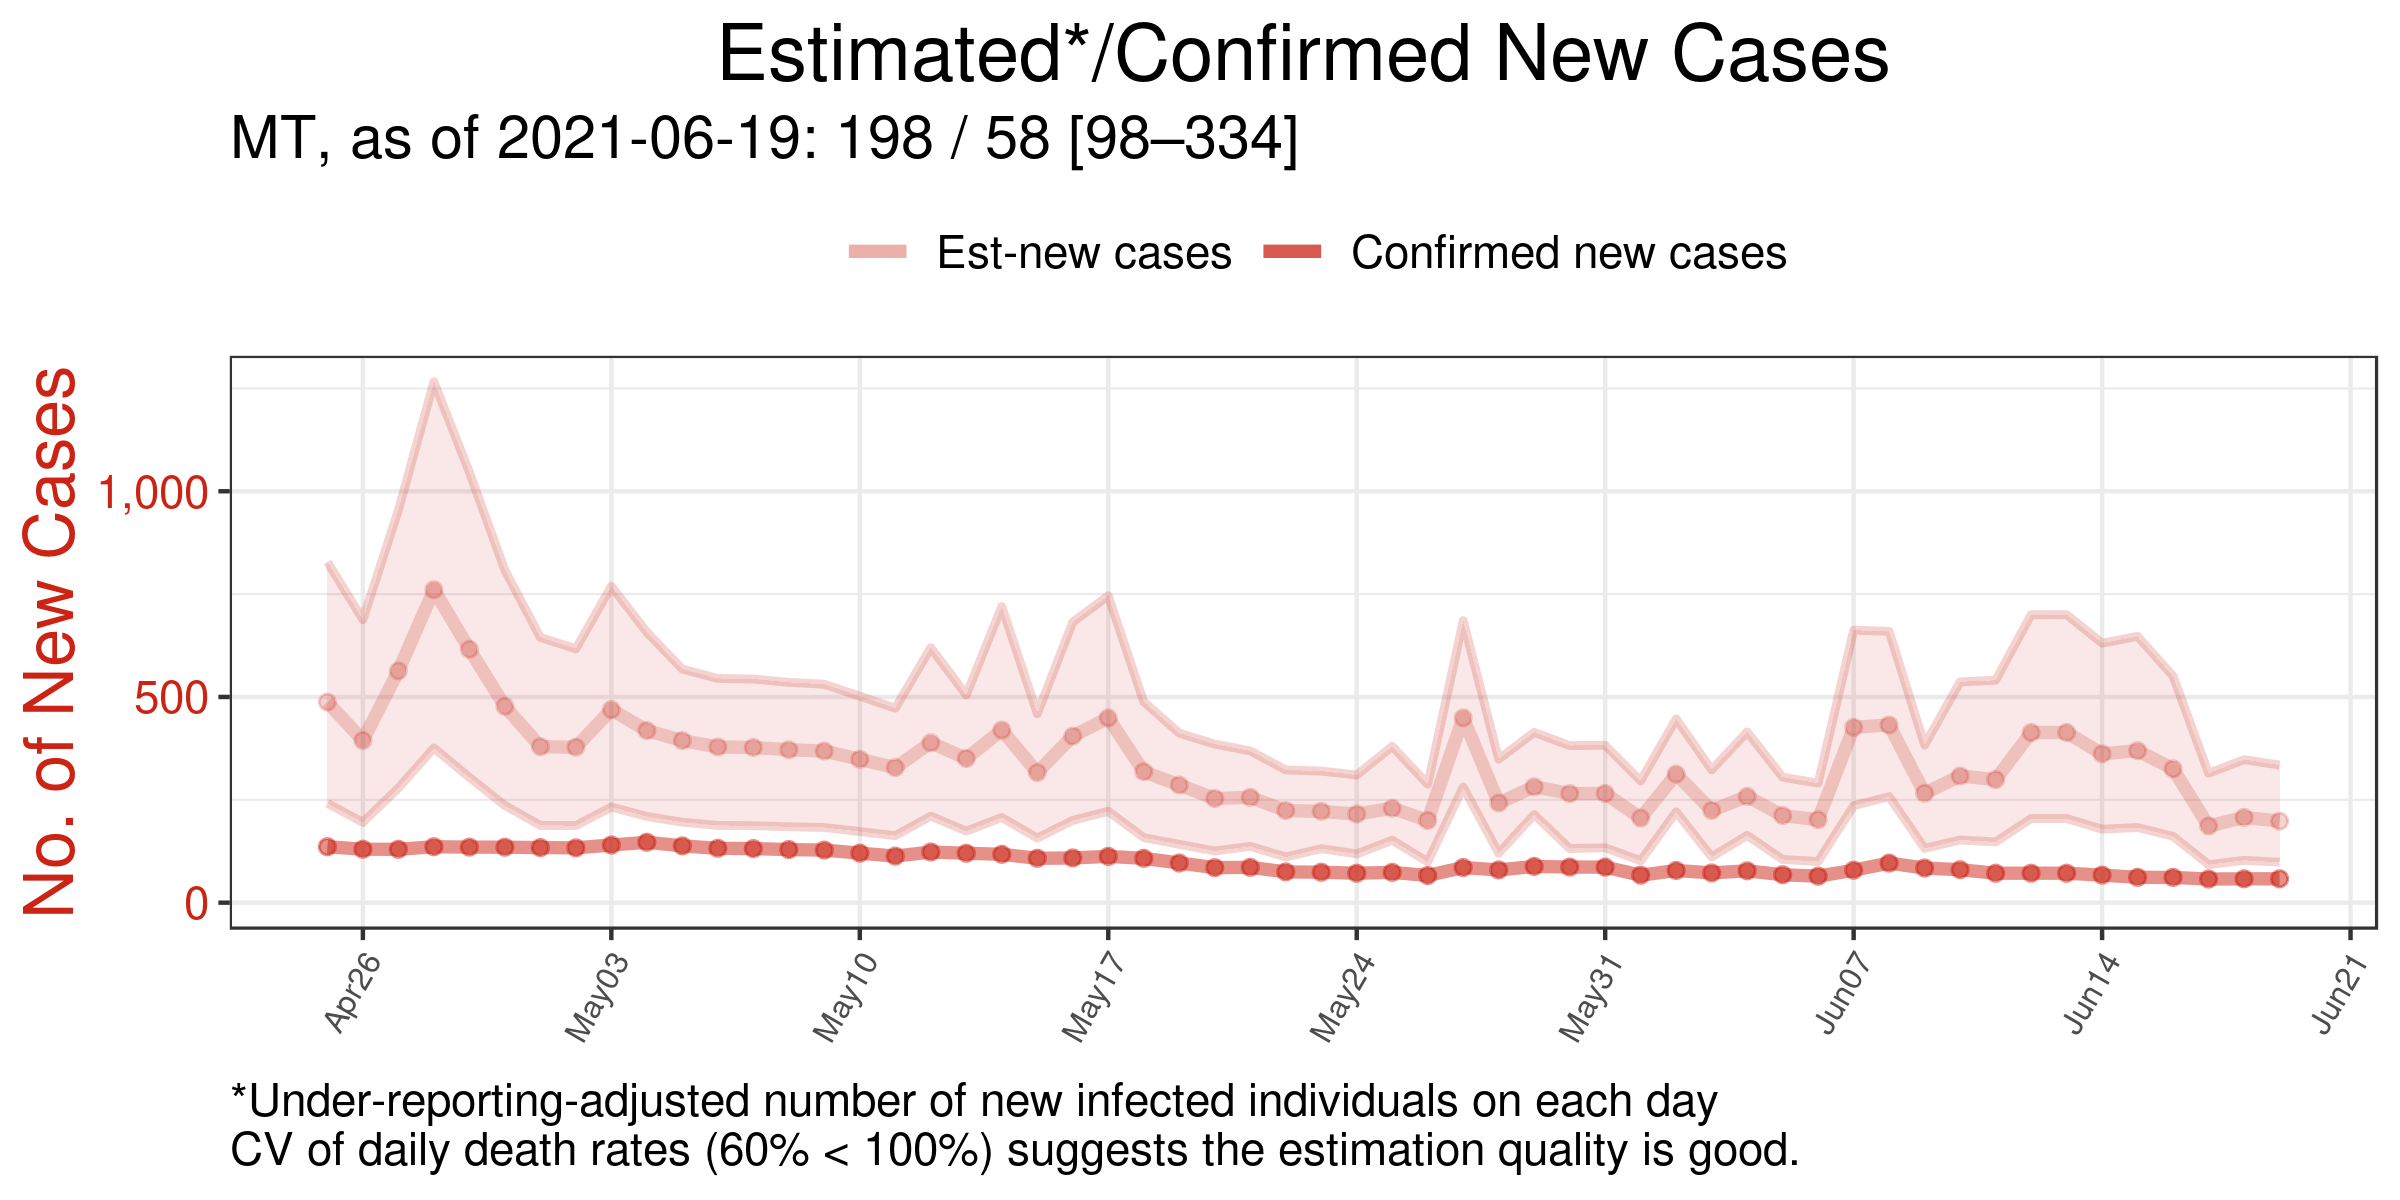 Estimated*/Confirmed New Cases
MT, as of 2021-06-19: 198 / 58 [98–334]
Est-new cases Confirmed new cases
No. of New Cases
1,000
500
0
Apr26 May03 May10 May17 May24 May31 Jun07 Jun14 Jun21
*Under-reporting-adjusted number of new infected individuals on each day
CV of daily death rates (60% < 100%) suggests the estimation quality is good.